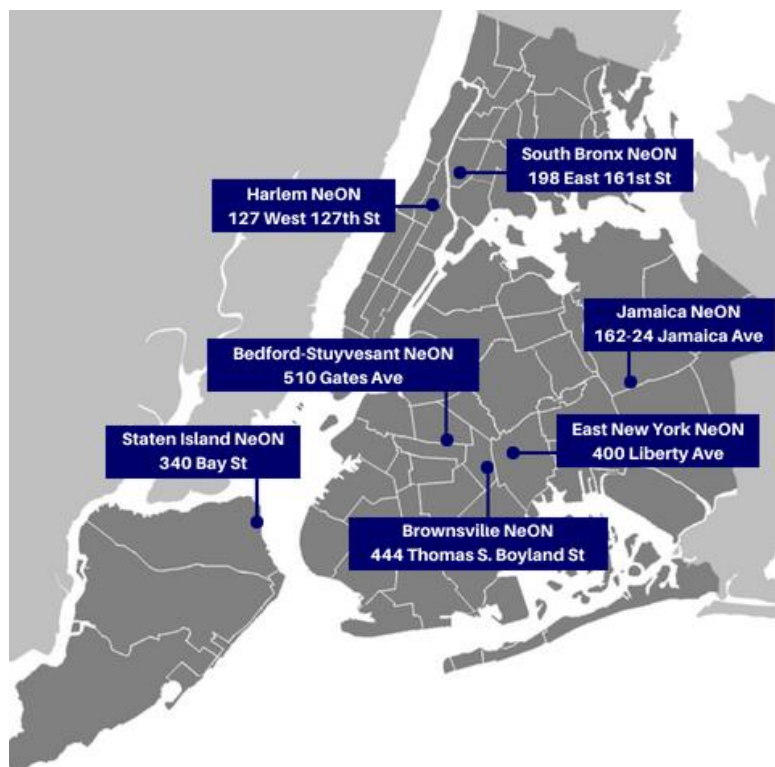 South Bronx NeON
198 East 161st St
Harlem NeON
127 West 127th St
Jamaica NeON
162-24 Jamaica Ave
Bedford-Stuyvesant NeON
510 Gates Ave
East New York NeON
400 Liberty Ave
Staten Island NeON
340 Bay St
Brownsville NeON
444 Thomas S. Boyland St